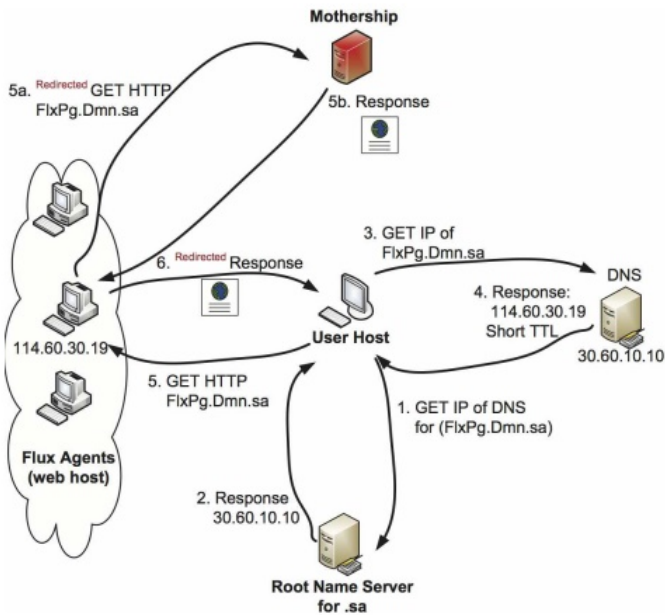 Mothership
5a. Redirected GET HTTP
FlxPg.Dmn.sa
5b. Response
3. GET IP of
FlxPg.Dmn.sa
6. Redirected Response
DNS
4. Response:
114.60.30.19
Short TTL
30.60.10.10
User Host
114.60.30.19
5. GET HTTP
FlxPg.Dmn.sa
1. GET IP of DNS
for (FlxPg.Dmn.sa)
Flux Agents
(web host)
2. Response
30.60.10.10
Root Name Server
for .sa